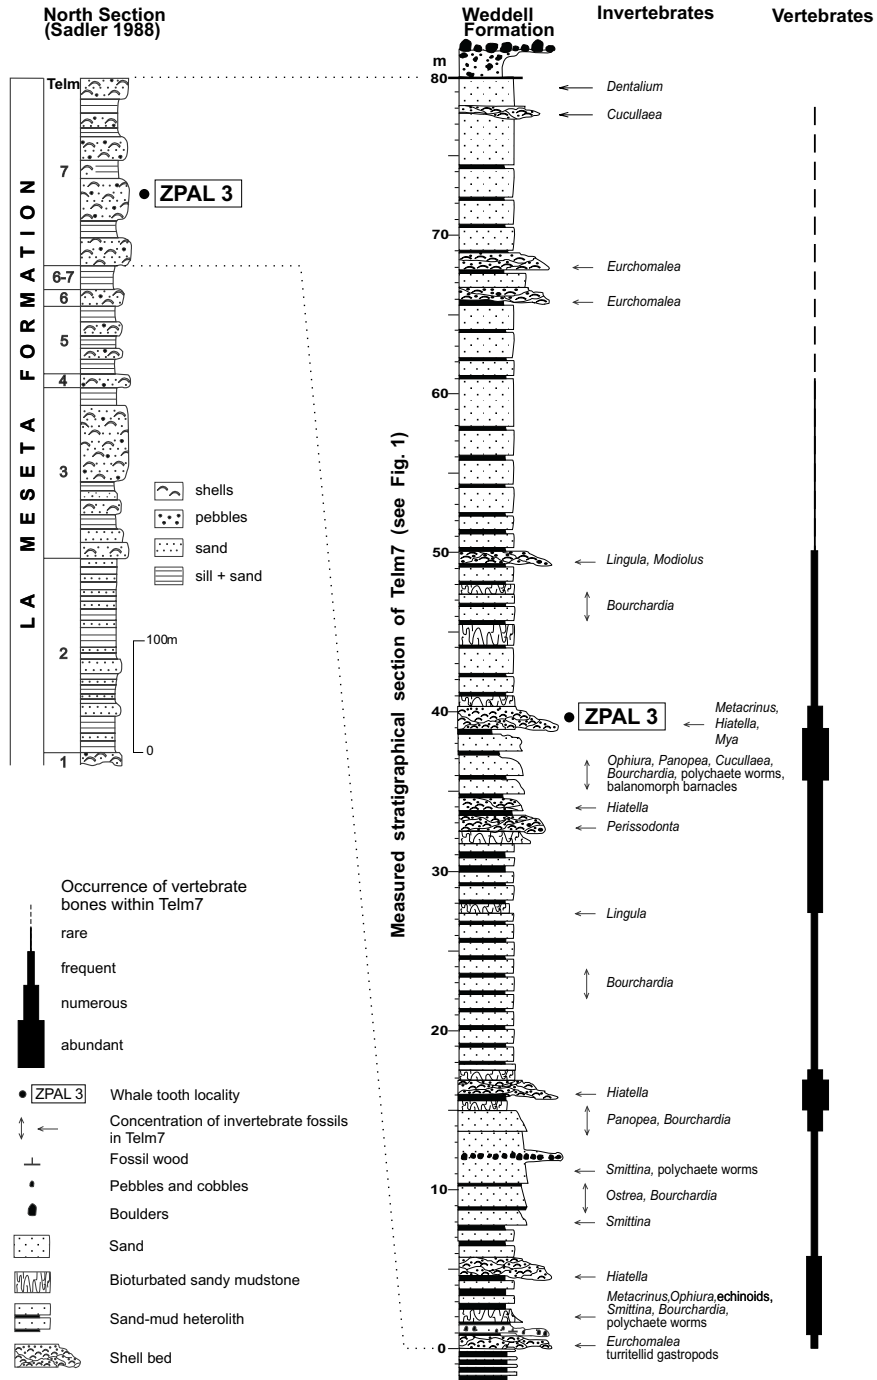 North Section
(Sadler 1988)
Weddell
Formation
Invertebrates
Vertebrates
m
Telm
7
6-7
6
5
4
3
2
1
LA MESETA FORMATION
ZPAL 3
shells
pebbles
sand
sill + sand
100m
0
Measured stratigraphical section of Telm7 (see Fig. 1)
80
70
60
50
40
30
20
10
0
Dentalium
Cucullaea
Eurchomalea
Eurchomalea
Lingula, Modiolus
Bourchardia
ZPAL 3
Metacrinus,
Hiatella,
Mya
Ophiura, Panopea, Cucullaea,
Bourchardia, polychaete worms,
balanomorph barnacles
Hiatella
Perissodonta
Lingula
Bourchardia
Hiatella
Panopea, Bourchardia
Smittina, polychaete worms
Ostrea, Bourchardia
Smittina
Hiatella
Metacrinus,Ophiura,echinoids,
Smittina, Bourchardia,
polychaete worms
Eurchomalea
turritellid gastropods
Occurrence of vertebrate
bones within Telm7
rare
frequent
numerous
abundant
ZPAL 3 Whale tooth locality
Concentration of invertebrate fossils
in Telm7
Fossil wood
Pebbles and cobbles
Boulders
Sand
Bioturbated sandy mudstone
Sand-mud heterolith
Shell bed